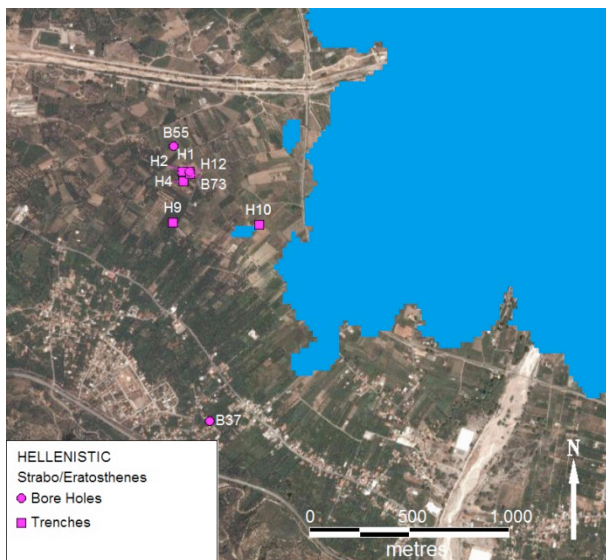 B55
H1
H2
H12
H4
B73
H9
H10
B37
HELLENISTIC
Strabo/Eratosthenes
Bore Holes
Trenches
N
0 500 1,000
metres